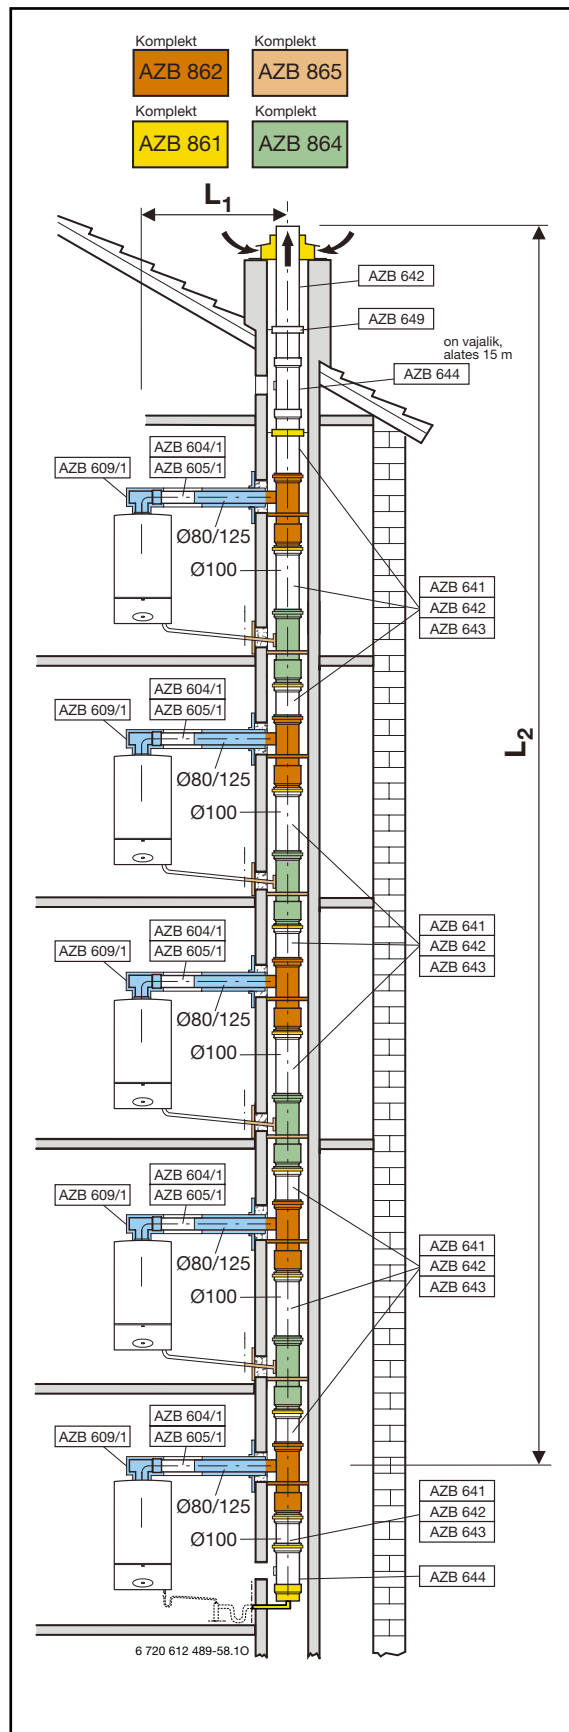 Komplekt
AZB 862
Komplekt
AZB 865
Komplekt
AZB 861
Komplekt
AZB 864
L1
AZB 642
AZB 649
on vajalik,
alates 15 m
AZB 644
AZB 604/1
AZB 609/1
AZB 605/1
Ø80/125
Ø100
AZB 641
AZB 642
AZB 643
AZB 604/1
AZB 609/1
AZB 605/1
L2
Ø80/125
Ø100
AZB 604/1
AZB 609/1
AZB 605/1
AZB 641
AZB 642
AZB 643
Ø80/125
Ø100
AZB 604/1
AZB 609/1
AZB 605/1
Ø80/125
Ø100
AZB 641
AZB 642
AZB 643
AZB 604/1
AZB 609/1
AZB 605/1
Ø80/125
Ø100
AZB 641
AZB 642
AZB 643
AZB 644
6 720 612 489-58.1O